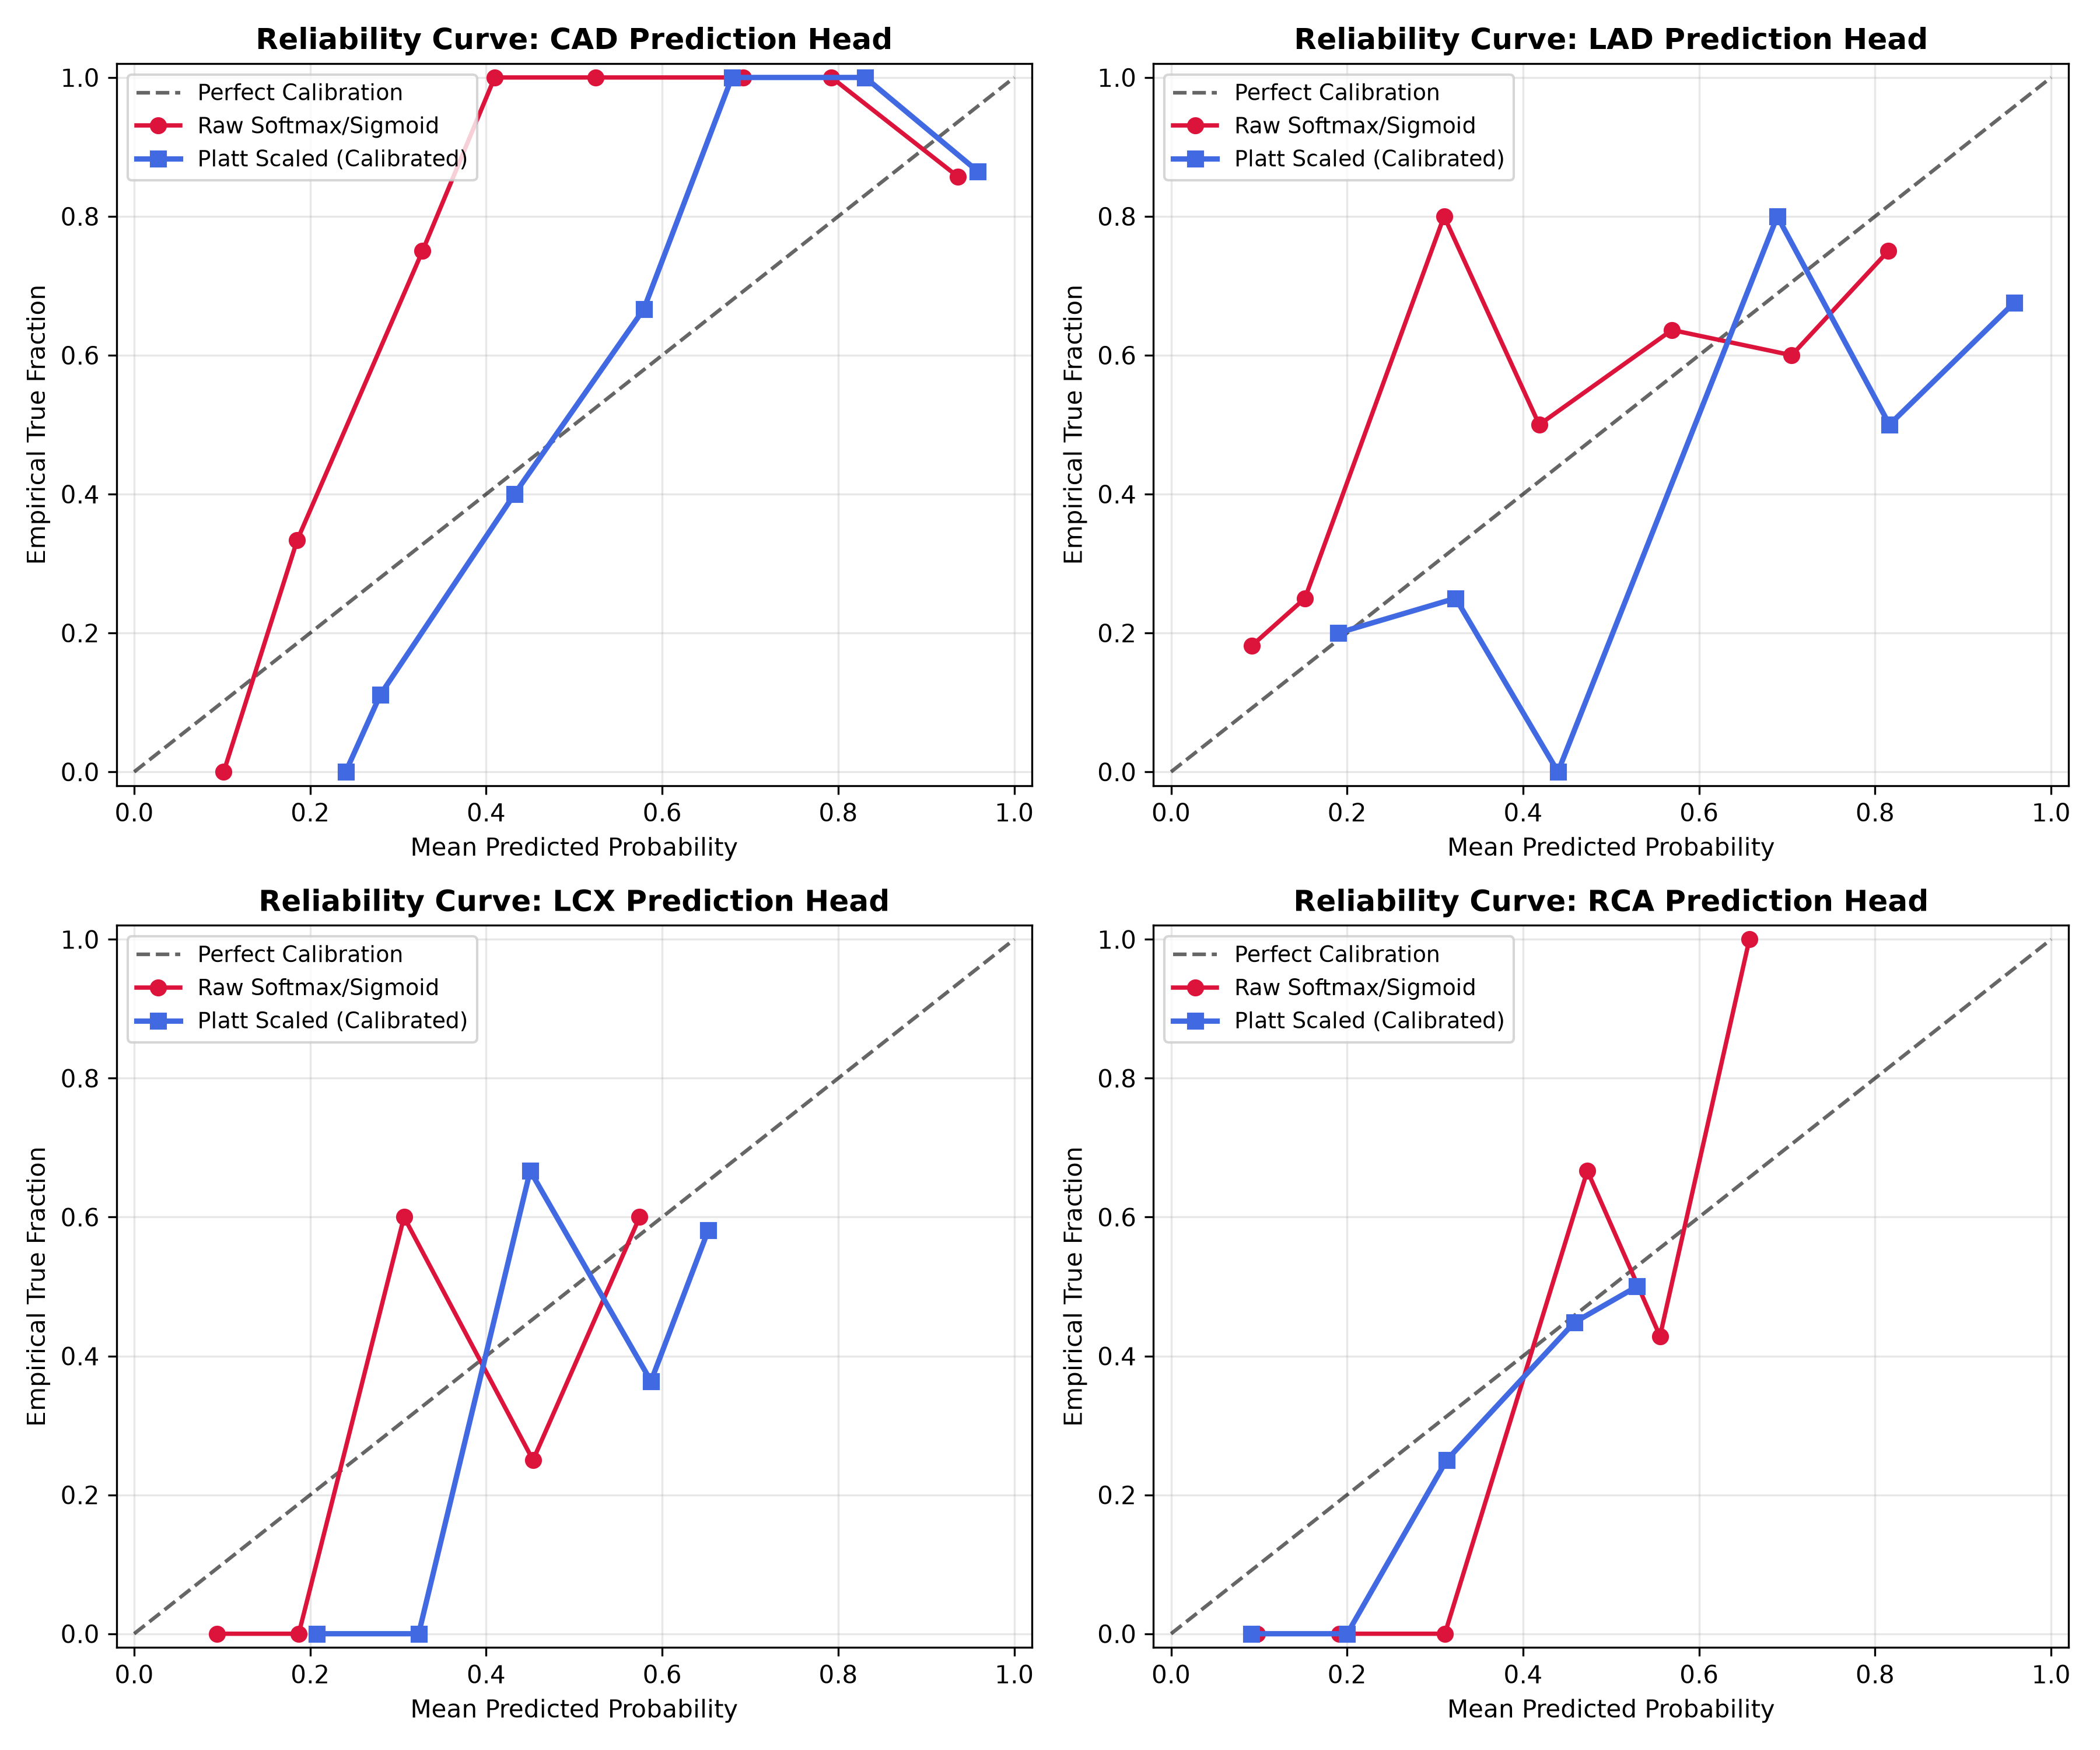 Reliability Curve: CAD Prediction Head
1.0
0.8
0.6
0.4
0.2
0.0
Empirical True Fraction
Perfect Calibration
Raw Softmax/Sigmoid
Platt Scaled (Calibrated)
0.0 0.2 0.4 0.6 0.8 1.0
Mean Predicted Probability
Reliability Curve: LAD Prediction Head
1.0
0.8
0.6
0.4
0.2
0.0
Empirical True Fraction
Perfect Calibration
Raw Softmax/Sigmoid
Platt Scaled (Calibrated)
0.0 0.2 0.4 0.6 0.8 1.0
Mean Predicted Probability
Reliability Curve: LCX Prediction Head
1.0
0.8
0.6
0.4
0.2
0.0
Empirical True Fraction
Perfect Calibration
Raw Softmax/Sigmoid
Platt Scaled (Calibrated)
0.0 0.2 0.4 0.6 0.8 1.0
Mean Predicted Probability
Reliability Curve: RCA Prediction Head
1.0
0.8
0.6
0.4
0.2
0.0
Empirical True Fraction
Perfect Calibration
Raw Softmax/Sigmoid
Platt Scaled (Calibrated)
0.0 0.2 0.4 0.6 0.8 1.0
Mean Predicted Probability